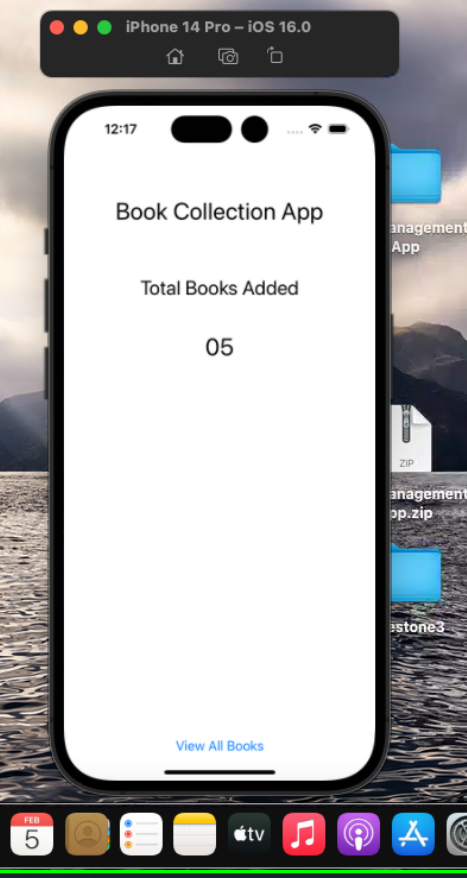 iPhone 14 Pro – iOS 16.0
12:17
Book Collection App
Total Books Added
05
View All Books
anagement
App
ZIP
anagement
pp.zip
estone3
FEB
5
tv